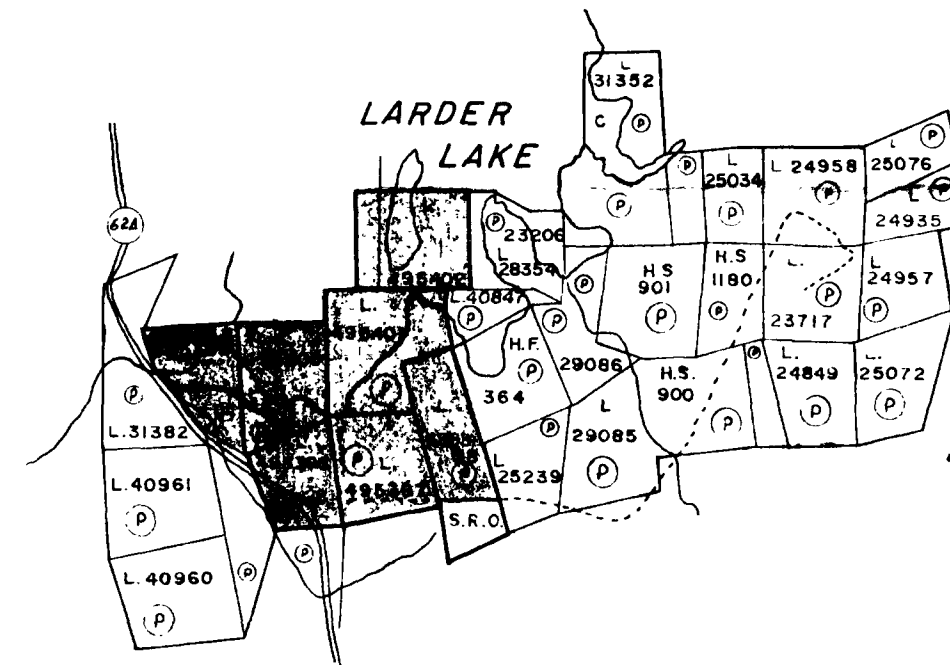 L.
31352
C
P
LARDER
LAKE
L
25034
P
P
P
L 24958
P
L
25076
P
P
L
24935
62A
P
23206
L
28354
P
H.S
901
P
H.S
1180
P
L.
P
23717
L
24957
P
L.40847
P
P
L.
H.F.
P
364
29086
H.S.
900
P
P
L.
24849
P
L.
25072
P
P
L.31382
P
L.
P
P
L
25239
L
29085
P
L.40961
P
S.R.O.
P
P
L. 40960
P